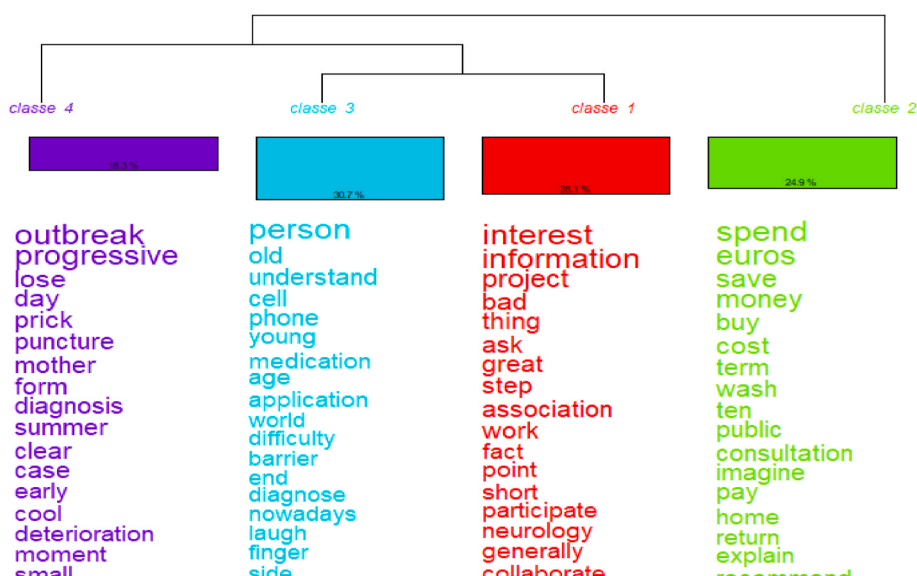 classe 4
classe 3
classe 1
classe 2
30.7 %
24.9 %
outbreak
progressive
lose
day
prick
puncture
mother
form
diagnosis
summer
clear
case
early
cool
deterioration
moment
small
person
old
understand
cell
phone
young
medication
age
application
world
difficulty
barrier
end
diagnose
nowadays
laugh
finger
side
interest
information
project
bad
thing
ask
great
step
association
work
fact
point
short
participate
neurology
generally
collaborate
spend
euros
save
money
buy
cost
term
wash
ten
public
consultation
imagine
pay
home
return
explain
recommend